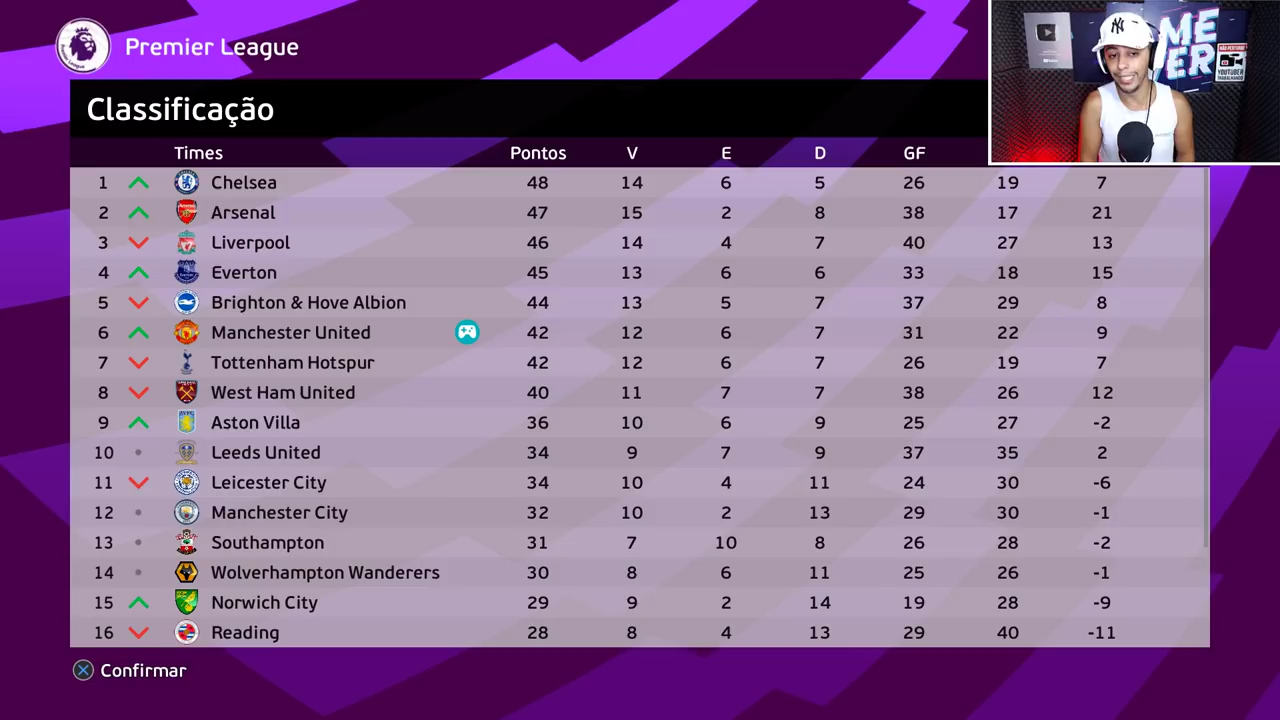 Premier League
Classificação
Times Pontos V E D GF
1 Chelsea 48 14 6 5 26 19 7
2 Arsenal 47 15 2 8 38 17 21
3 Liverpool 46 14 4 7 40 27 13
4 Everton 45 13 6 6 33 18 15
5 Brighton & Hove Albion 44 13 5 7 37 29 8
6 Manchester United 42 12 6 7 31 22 9
7 Tottenham Hotspur 42 12 6 7 26 19 7
8 West Ham United 40 11 7 7 38 26 12
9 Aston Villa 36 10 6 9 25 27 -2
10 Leeds United 34 9 7 9 37 35 2
11 Leicester City 34 10 4 11 24 30 -6
12 Manchester City 32 10 2 13 29 30 -1
13 Southampton 31 7 10 8 26 28 -2
14 Wolverhampton Wanderers 30 8 6 11 25 26 -1
15 Norwich City 29 9 2 14 19 28 -9
16 Reading 28 8 4 13 29 40 -11
Confirmar
NY
NÃO PERTURBE
YOUTUBER
TRABALHANDO